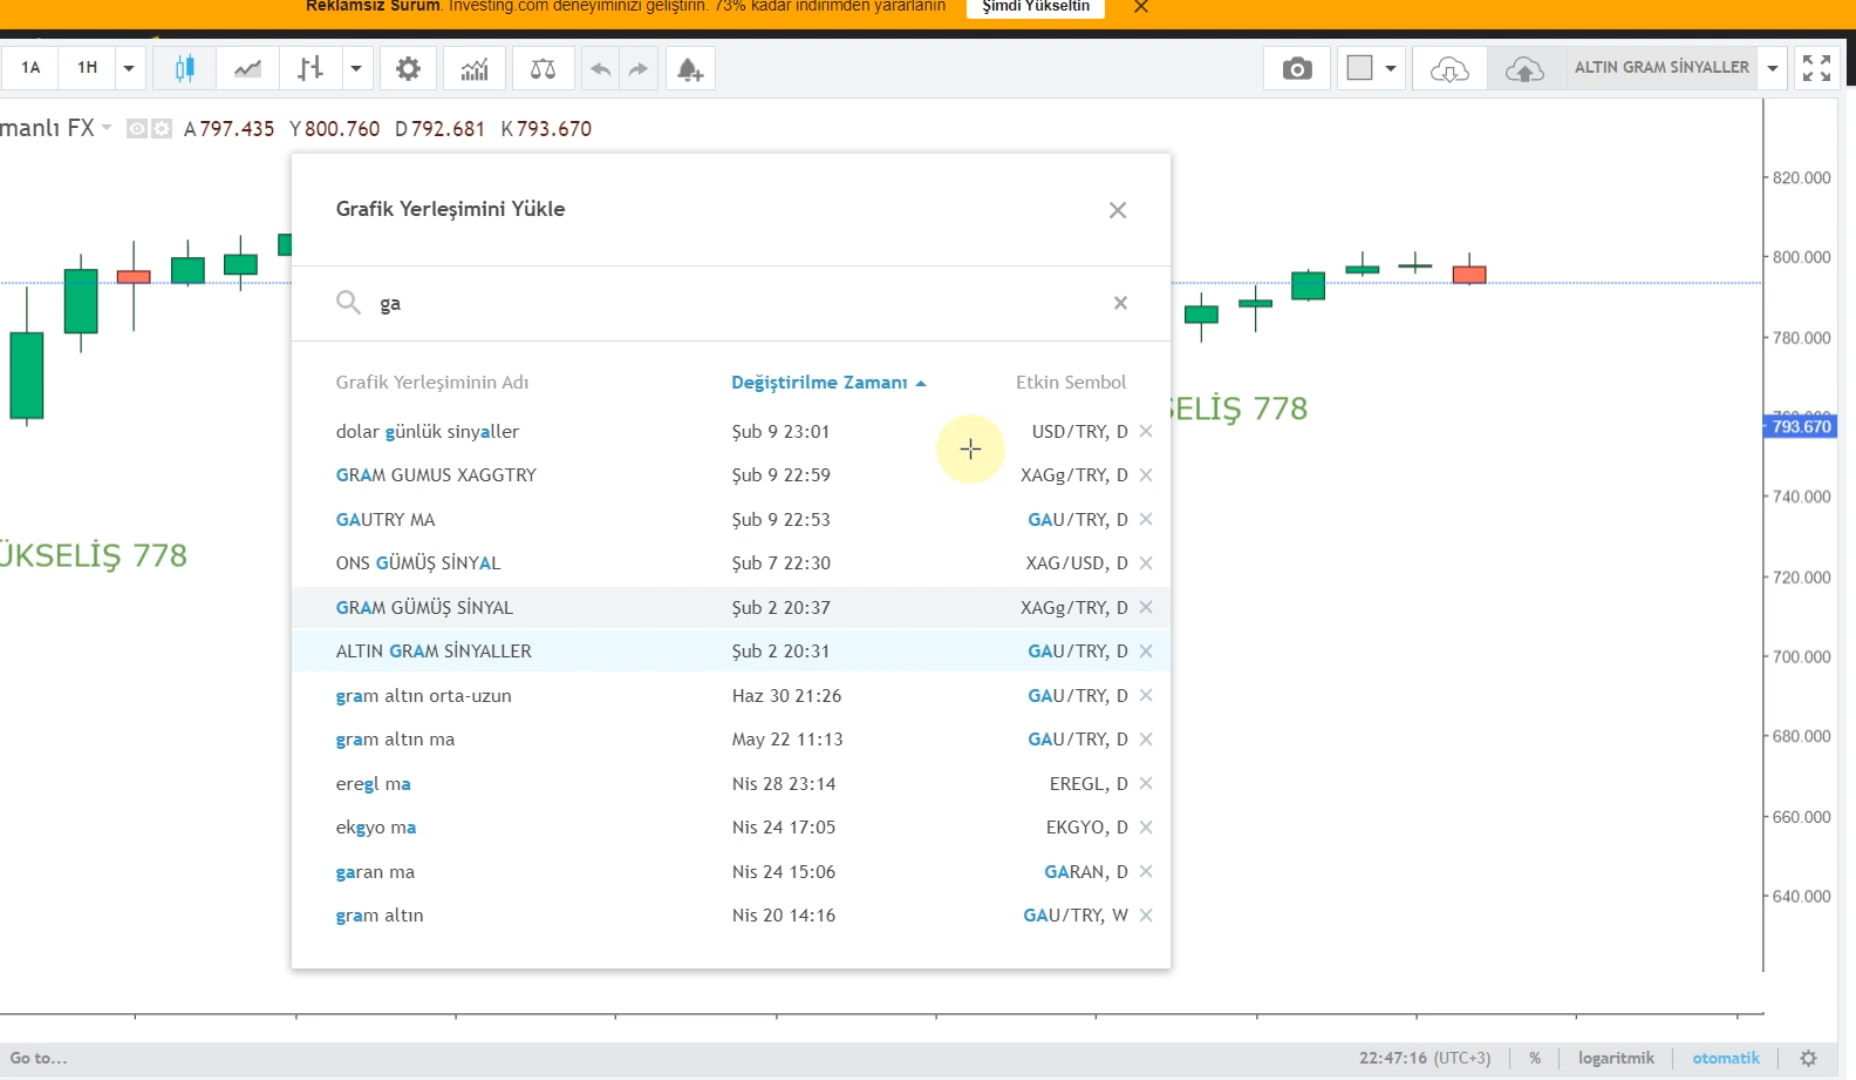 Reklamsız Sürüm. Investing.com deneyiminizi geliştirin. 73% kadar indirimden yararlanın Şimdi Yükseltin
1A 1H ALTIN GRAM SİNYALLER
manlı FX A 797.435 Y 800.760 D 792.681 K 793.670
Grafik Yerleşimini Yükle
ga
Grafik Yerleşiminin Adı Değiştirilme Zamanı Etkin Sembol
dolar günlük sinyaller Şub 9 23:01 USD/TRY, D
GRAM GUMUS XAGGTRY Şub 9 22:59 XAGg/TRY, D
GAUTRY MA Şub 9 22:53 GAU/TRY, D
ONS GÜMÜŞ SİNYAL Şub 7 22:30 XAG/USD, D
GRAM GÜMÜŞ SİNYAL Şub 2 20:37 XAGg/TRY, D
ALTIN GRAM SİNYALLER Şub 2 20:31 GAU/TRY, D
gram altın orta-uzun Haz 30 21:26 GAU/TRY, D
gram altın ma May 22 11:13 GAU/TRY, D
eregl ma Nis 28 23:14 EREGL, D
ekgyo ma Nis 24 17:05 EKGYO, D
garan ma Nis 24 15:06 GARAN, D
gram altın Nis 20 14:16 GAU/TRY, W
ÜKSELİŞ 778
SELİŞ 778
820.000
800.000
780.000
793.670
740.000
720.000
700.000
680.000
660.000
640.000
Go to... 22:47:16 (UTC+3) % logaritmik otomatik